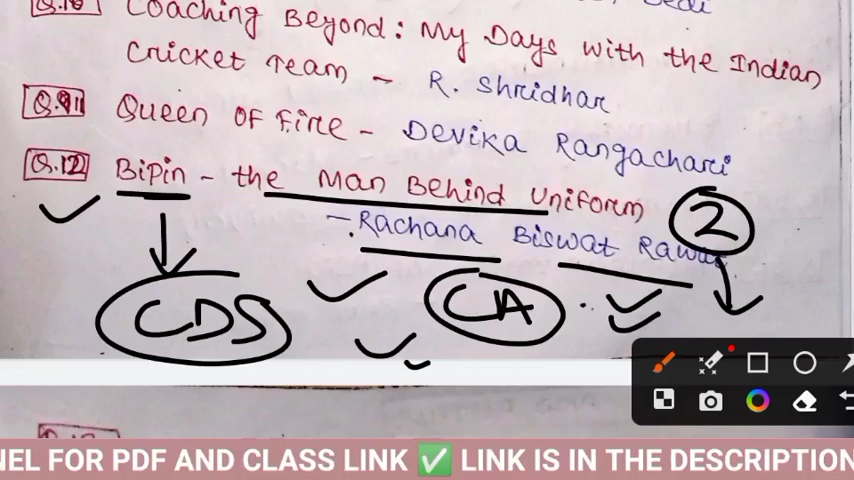 Q.10 Coaching Beyond: My Days with the Indian
Cricket Team - R. Shridhar
Q.911 Queen OF Fire - Devika Rangachari
Q.12 Bipin - the Man Behind Uniform
- Rachana Biswat Rawat
2
CDS
CA
NEL FOR PDF AND CLASS LINK ✅ LINK IS IN THE DESCRIPTION